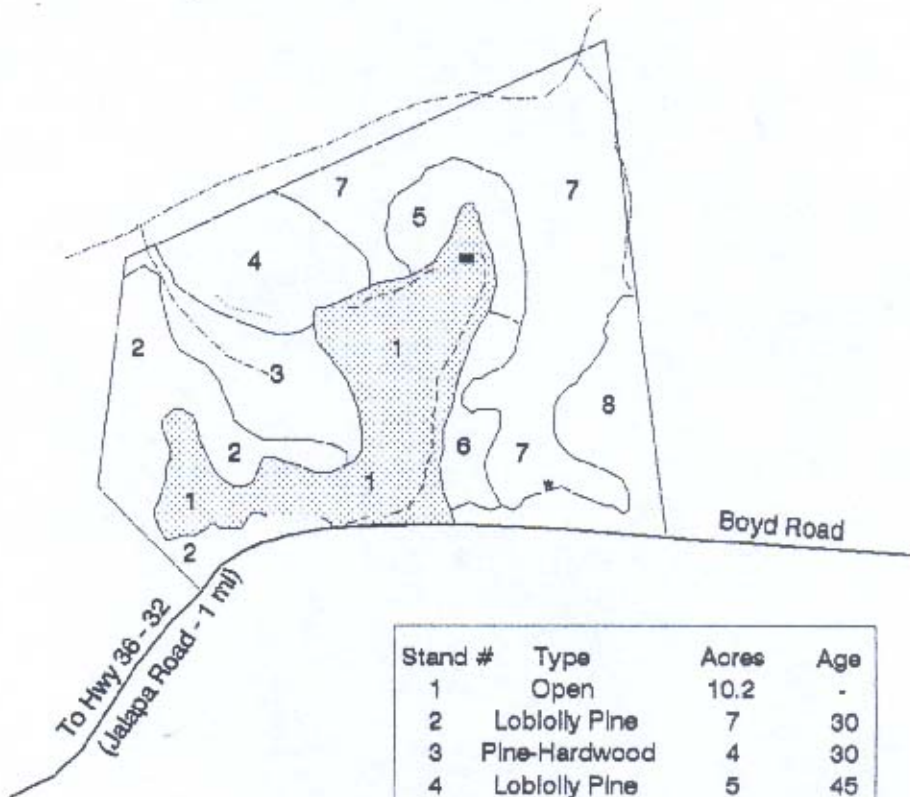 7
7
5
4
2
1
3
8
2
6
7
1
1
2
Boyd Road
To Hwy 36 - 32
(Jalapa Road - 1 mi)
Stand # Type Acres Age
1 Open 10.2 -
2 Loblolly Pine 7 30
3 Pine-Hardwood 4 30
4 Loblolly Pine 5 45